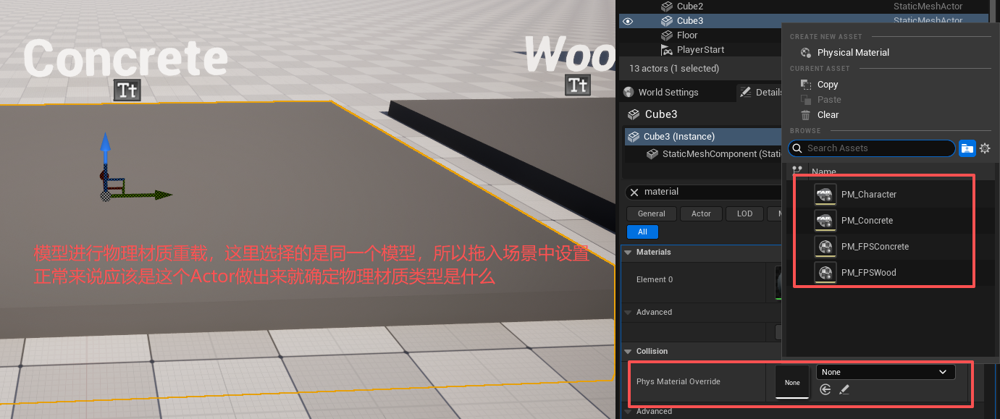 Concrete
Tt
Woo
Tt
模型进行物理材质重载，这里选择的是同一个模型，所以拖入场景中设置
正常来说应该是这个Actor做出来就确定物理材质类型是什么
Cube2 StaticMeshActor
Cube3 StaticMeshActor
Floor
PlayerStart
13 actors (1 selected)
World Settings
Details
Cube3
Cube3 (Instance)
StaticMeshComponent (Stati
material
General
Actor
LOD
M
All
Materials
Element 0
Advanced
Collision
Phys Material Override
None
None
Advanced
CREATE NEW ASSET
Physical Material
CURRENT ASSET
Copy
Paste
Clear
BROWSE
Search Assets
Name
PM_Character
PM_Concrete
PM_FPSConcrete
PM_FPSWood